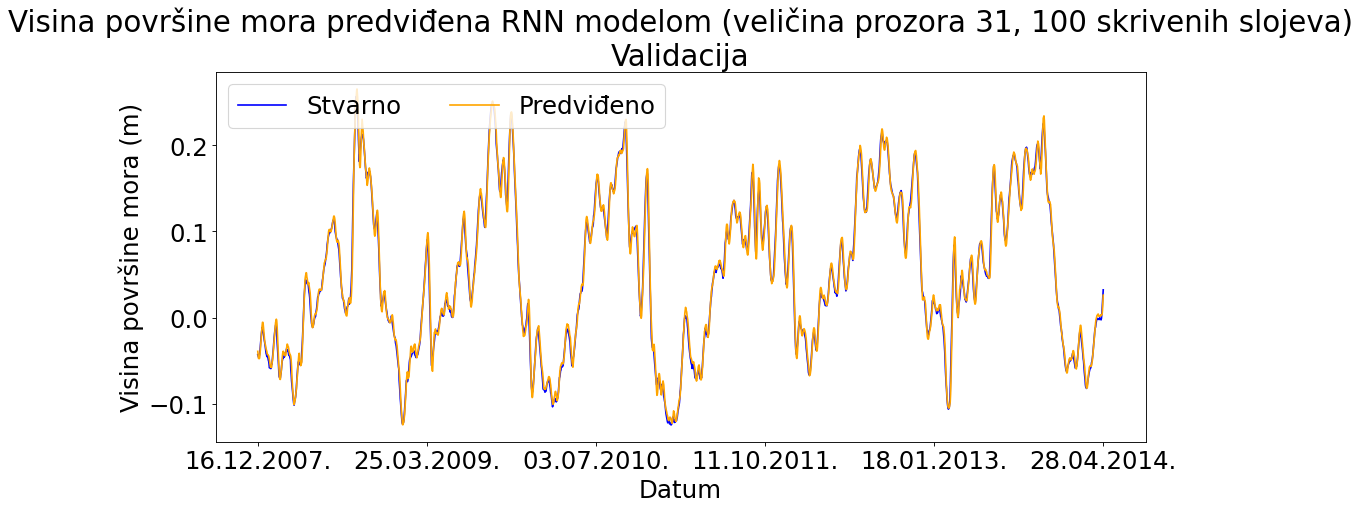 Visina površine mora predviđena RNN modelom (veličina prozora 31, 100 skrivenih slojeva)
Validacija
Stvarno Predviđeno
Visina površine mora (m)
0.2
0.1
0.0
−0.1
16.12.2007. 25.03.2009. 03.07.2010. 11.10.2011. 18.01.2013. 28.04.2014.
Datum